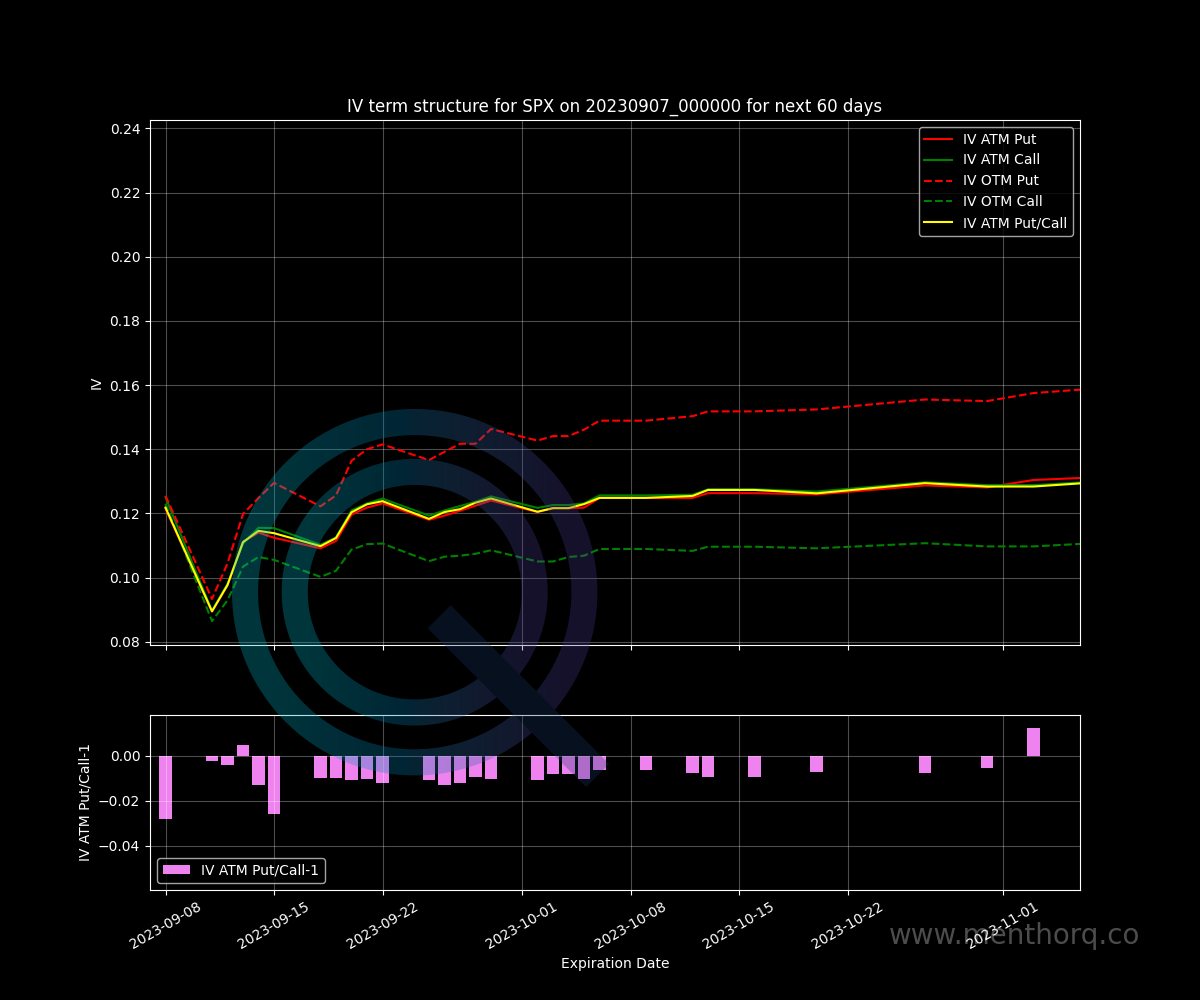 IV term structure for SPX on 20230907_000000 for next 60 days
0.24
0.22
0.20
0.18
0.16
0.14
0.12
0.10
0.08
IV
IV ATM Put
IV ATM Call
IV OTM Put
IV OTM Call
IV ATM Put/Call
0.00
−0.02
−0.04
IV ATM Put/Call-1
IV ATM Put/Call-1
2023-09-08
2023-09-15
2023-09-22
2023-10-01
2023-10-08
2023-10-15
2023-10-22
2023-11-01
www.menthorq.co
Expiration Date